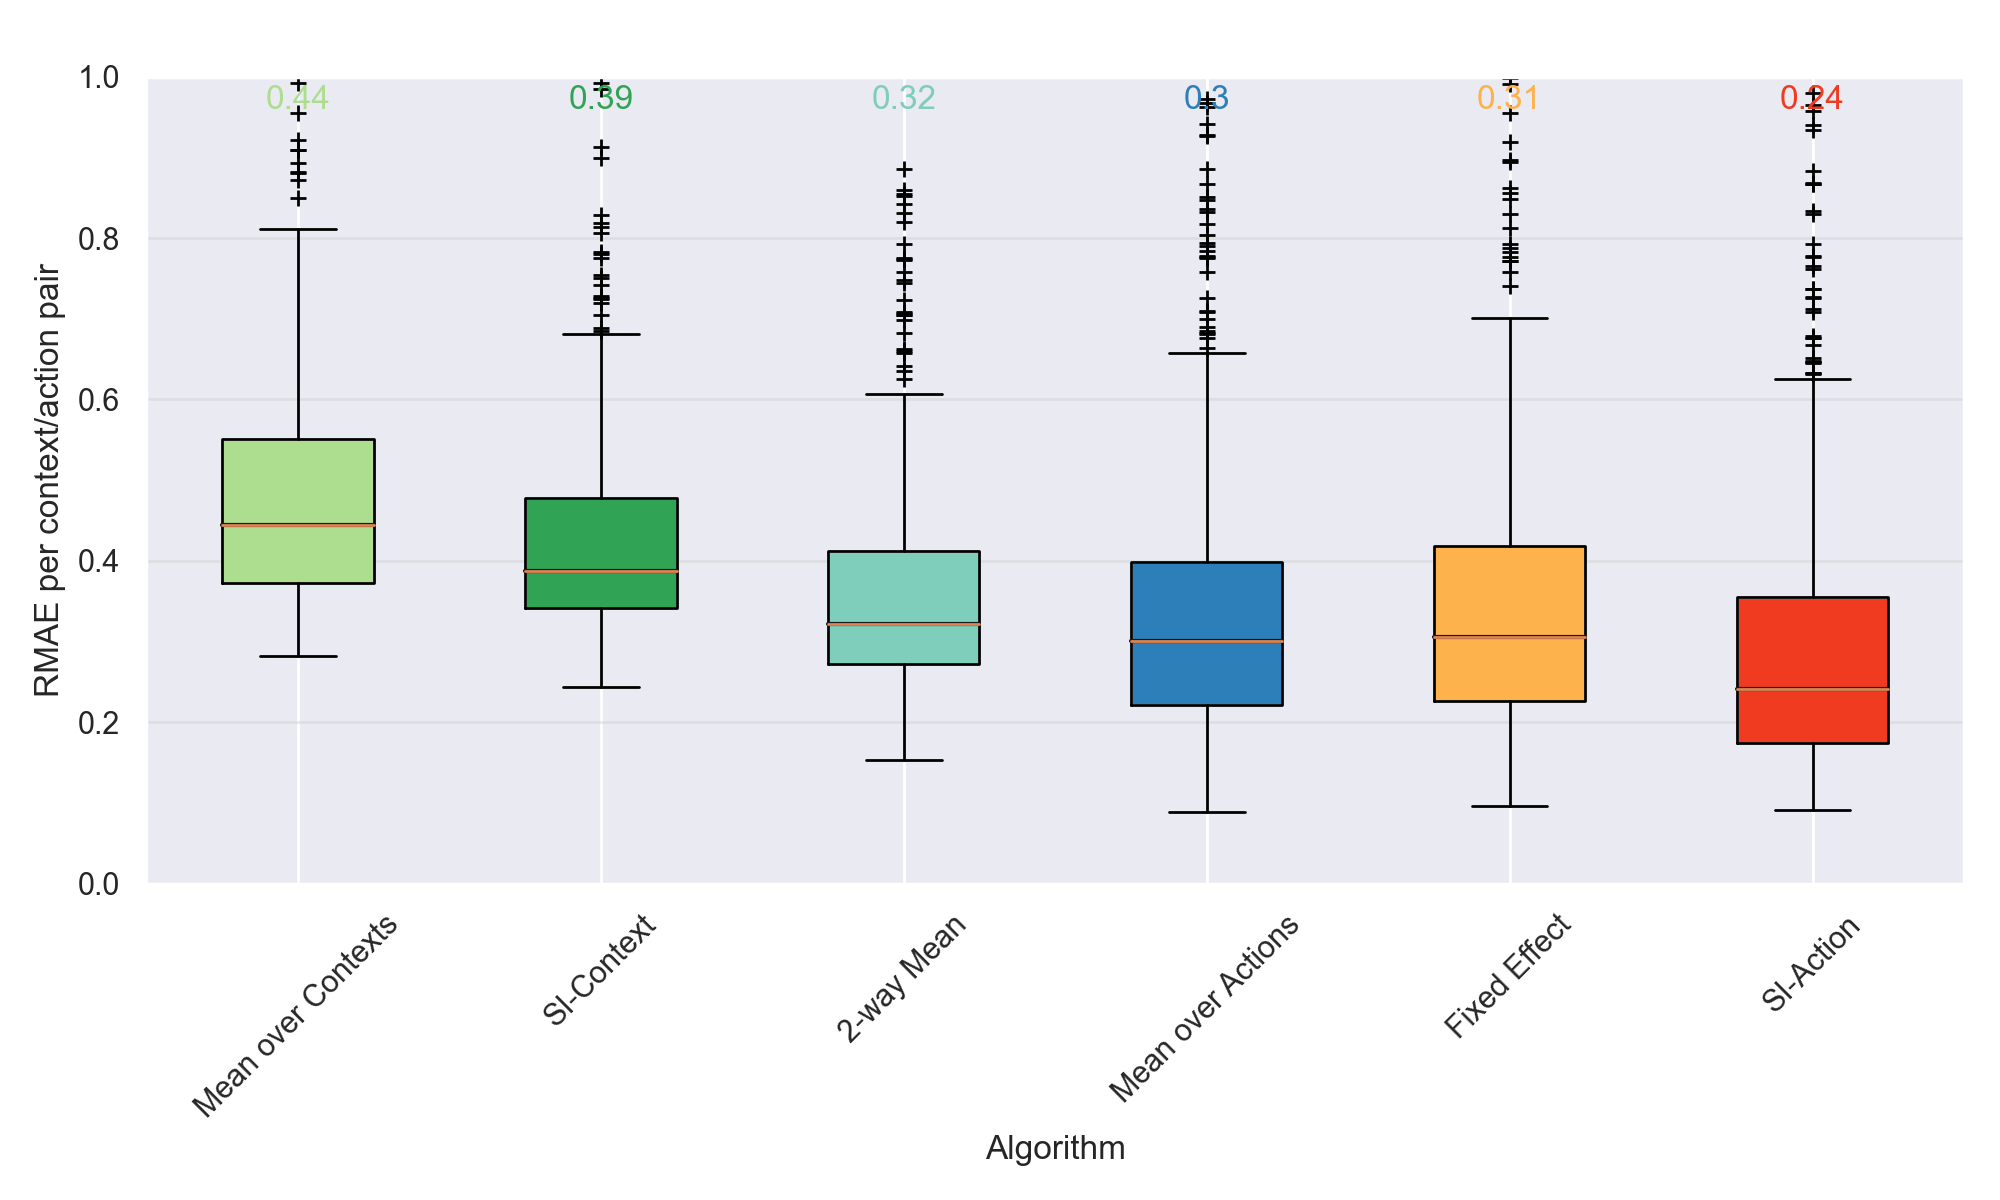 1.0
0.8
0.6
0.4
0.2
0.0
RMAE per context/action pair
0.44
0.39
0.32
0.3
0.31
0.24
Mean over Contexts
SI-Context
2-way Mean
Mean over Actions
Fixed Effect
SI-Action
Algorithm